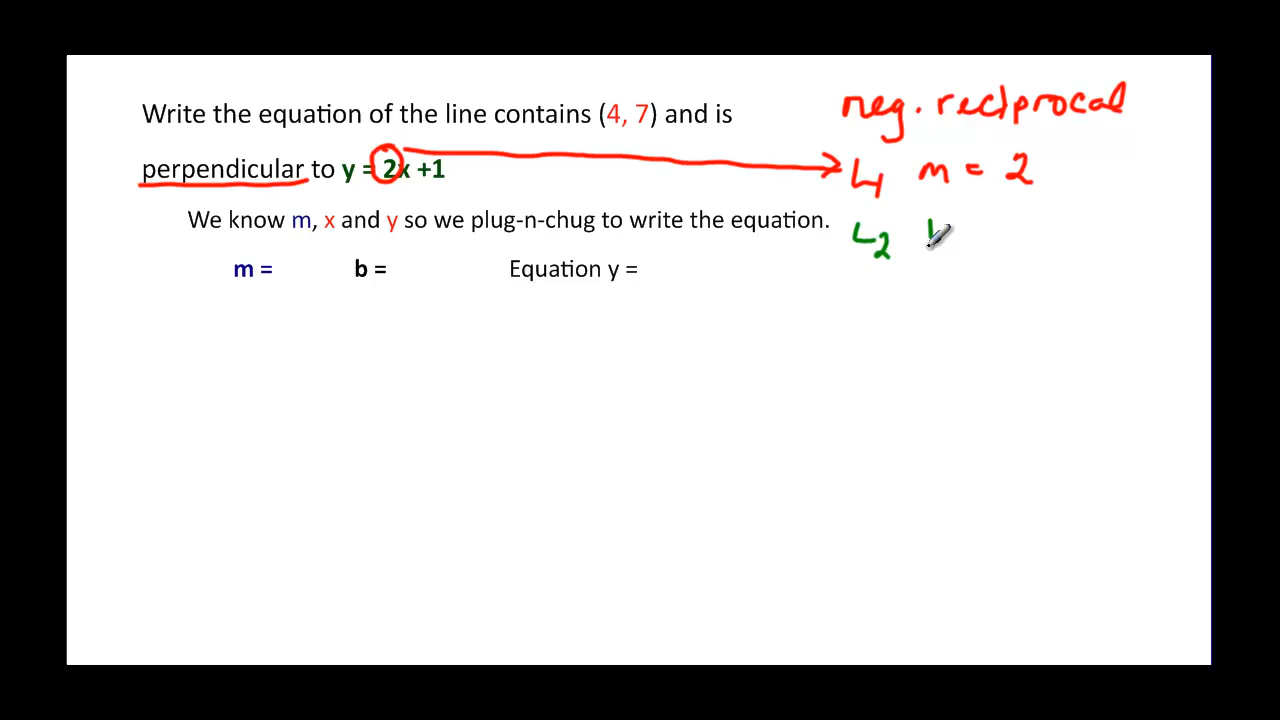 Write the equation of the line contains (4, 7) and is
perpendicular to y = 2x +1
We know m, x and y so we plug-n-chug to write the equation.
m = b = Equation y =
neg. reciprocal
L1 m = 2
L2